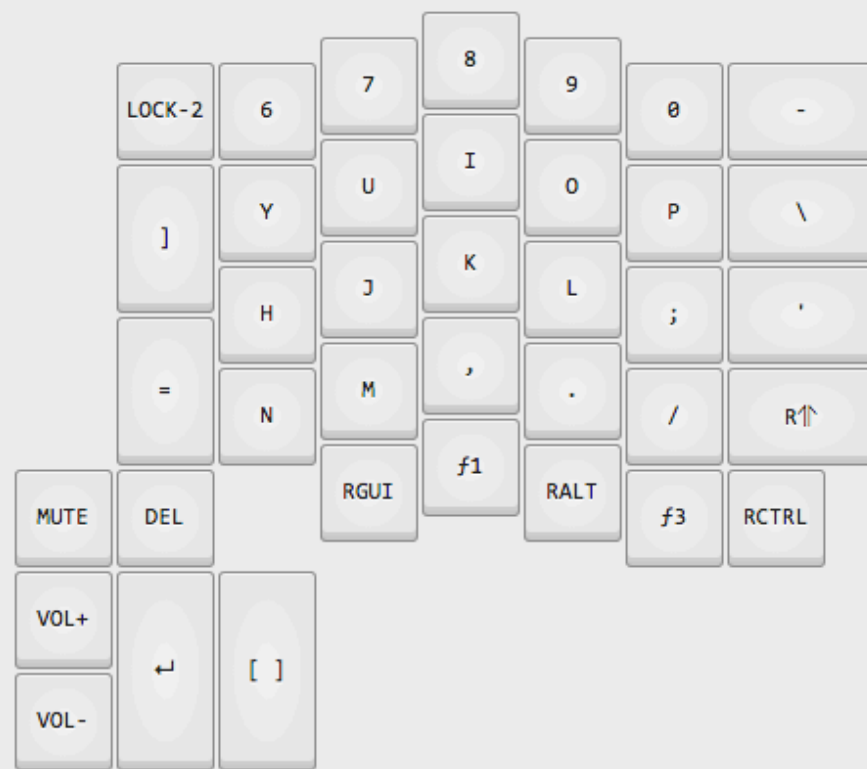 LOCK-2 6 7 8 9 0 -
] Y U I O P \
H J K L ; '
= N M , . / R⥮
MUTE DEL RGUI ƒ1 RALT ƒ3 RCTRL
VOL+ ↵ [ ]
VOL-